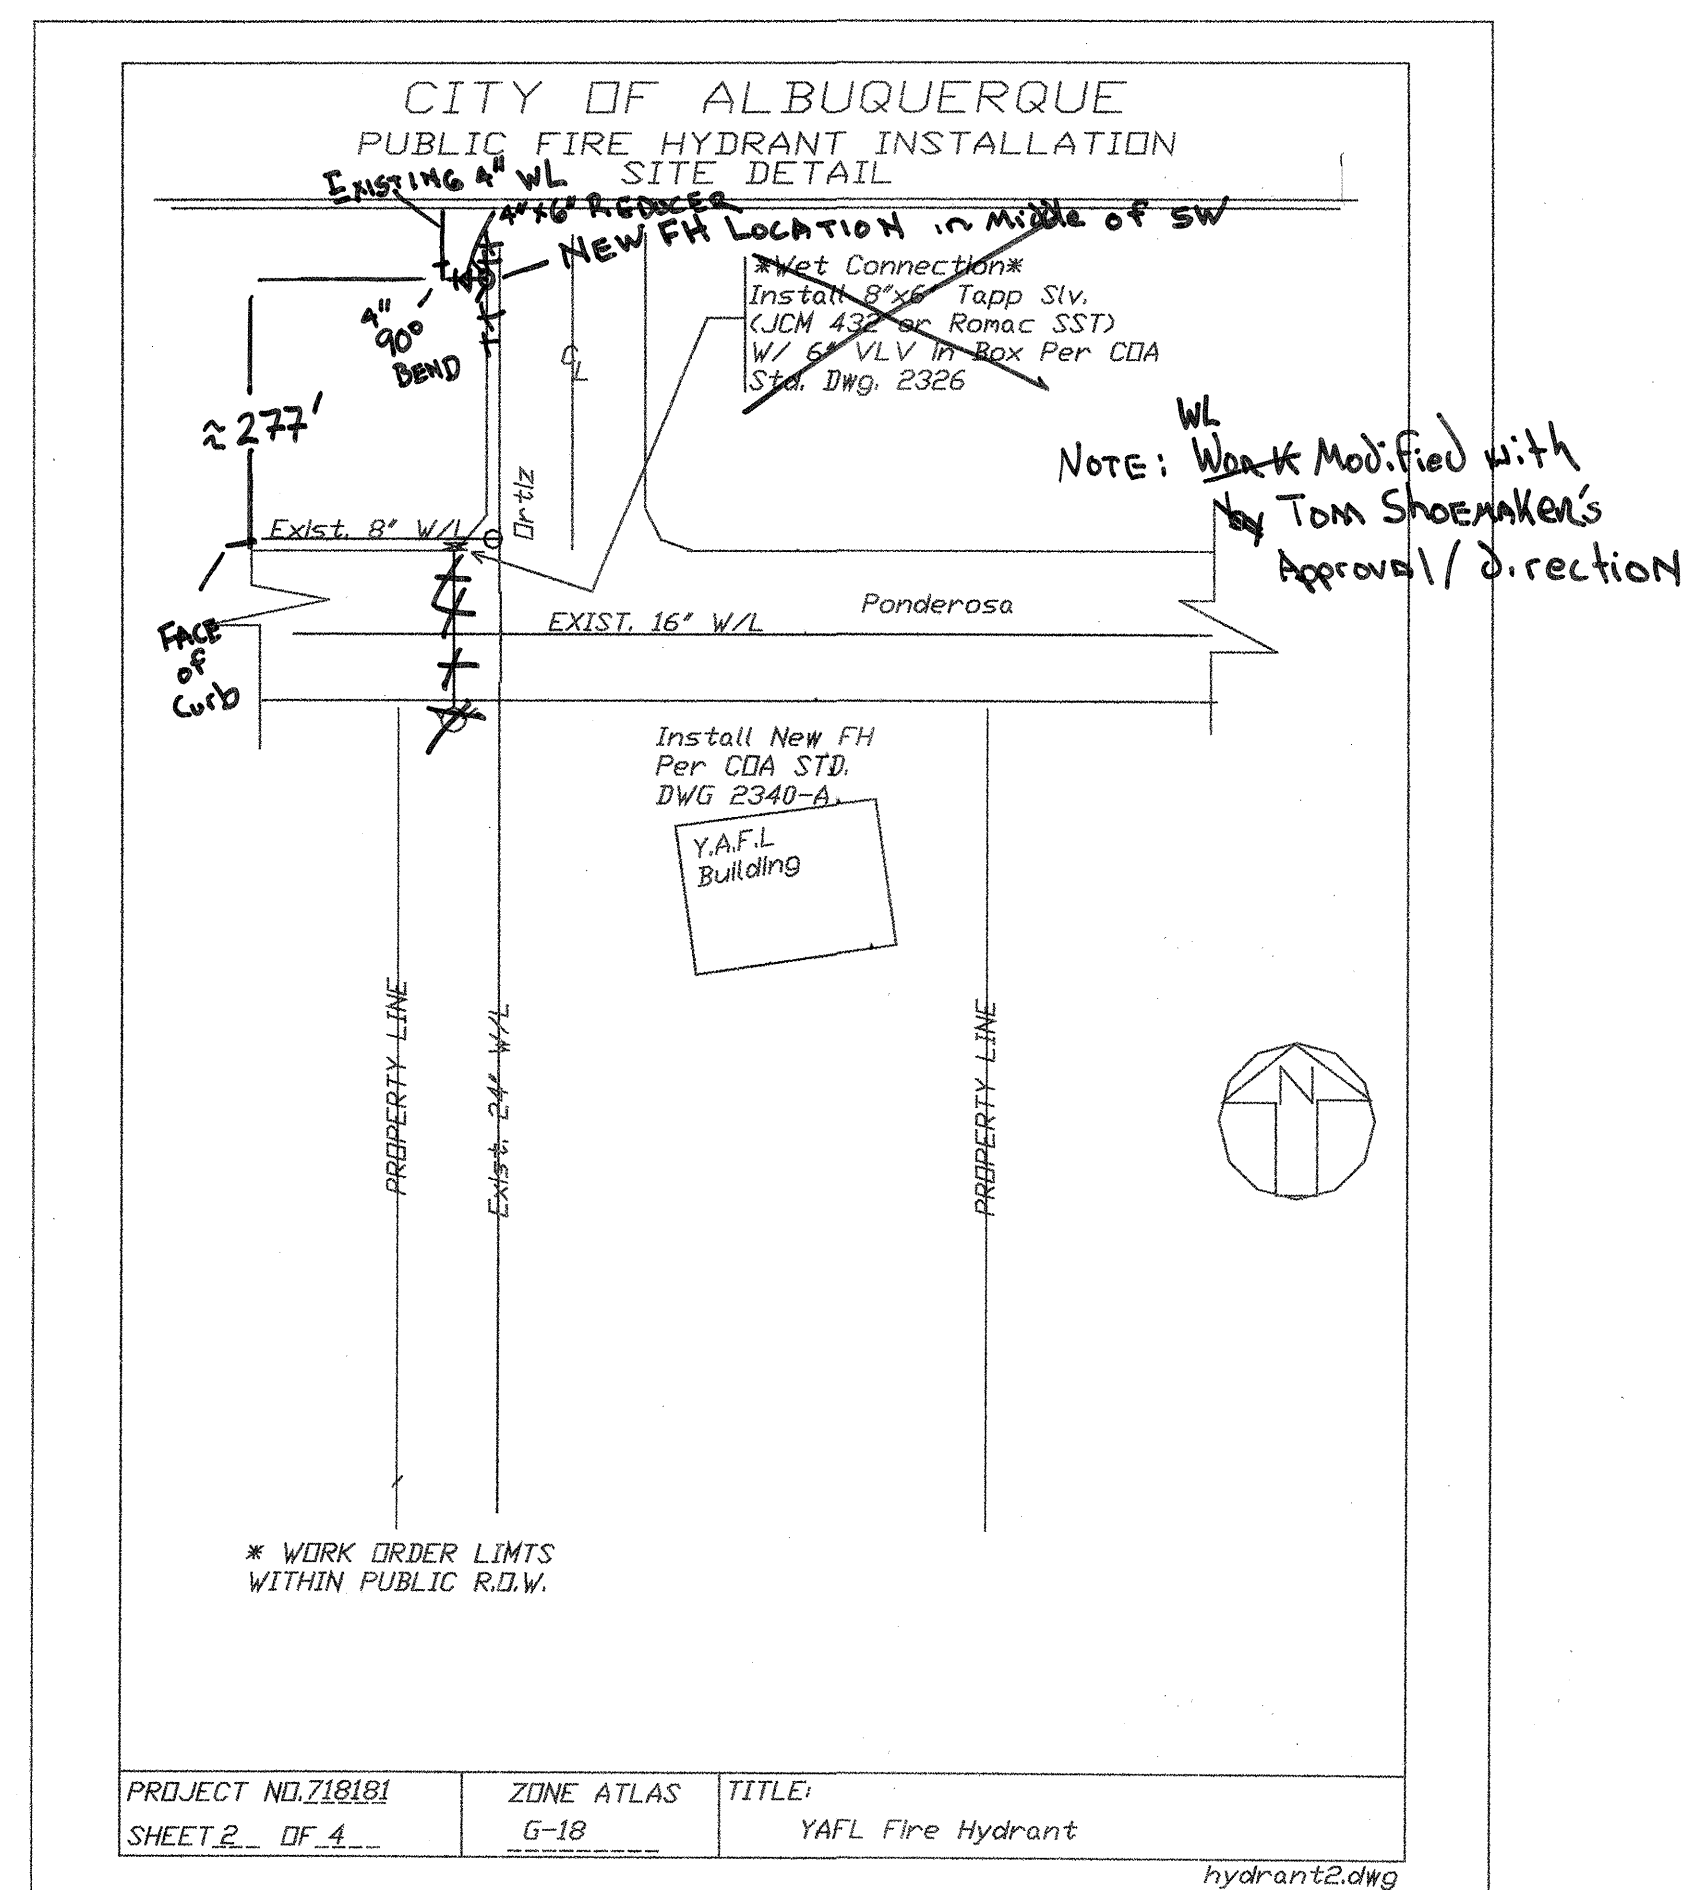 CITY OF ALBUQUERQUE
PUBLIC FIRE HYDRANT INSTALLATION
SITE DETAIL
EXISTING 4" WL
4"x6" REDUCER
NEW FH LOCATION in Middle of SW
*Wet Connection*
Install 8"x6" Tapp Slv.
(JCM 432 or Romac SST)
W/ 6" VLV in Box Per COA
Std. Dwg. 2326
4"
90°
BEND
CL
≈277'
WL
NOTE: Work Modified with
Tom Shoemaker's
Approval/direction
Ortiz
Exist. 8" W/L
Ponderosa
EXIST. 16" W/L
FACE
of
Curb
Install New FH
Per COA STD.
DWG 2340-A.
Y.A.F.L
Building
PROPERTY LINE
Exist. 24" W/L
PROPERTY LINE
N
* WORK ORDER LIMTS
WITHIN PUBLIC R.O.W.
PROJECT NO. 718181
SHEET 2 OF 4
ZONE ATLAS
G-18
TITLE:
YAFL Fire Hydrant
hydrant2.dwg